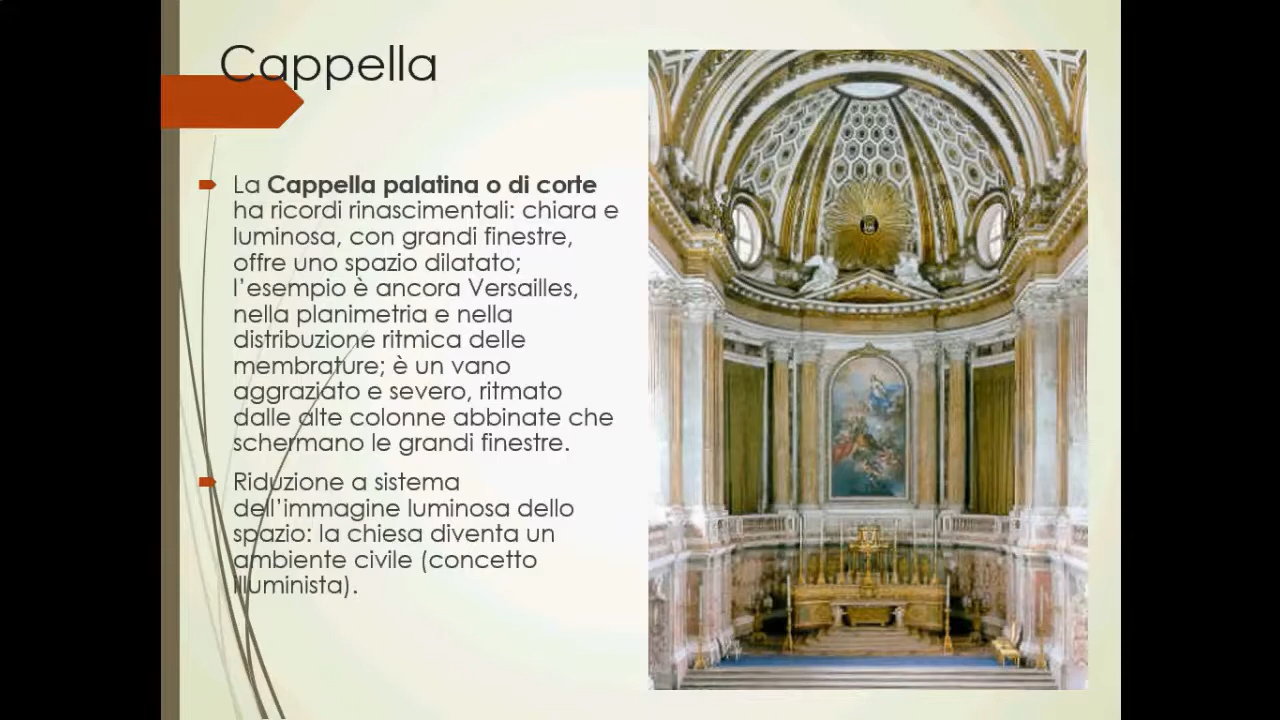 Cappella
La Cappella palatina o di corte
ha ricordi rinascimentali: chiara e
luminosa, con grandi finestre,
offre uno spazio dilatato;
l’esempio è ancora Versailles,
nella planimetria e nella
distribuzione ritmica delle
membrature; è un vano
aggraziato e severo, ritmato
dalle alte colonne abbinate che
schermano le grandi finestre.
Riduzione a sistema
dell’immagine luminosa dello
spazio: la chiesa diventa un
ambiente civile (concetto
illuminista).